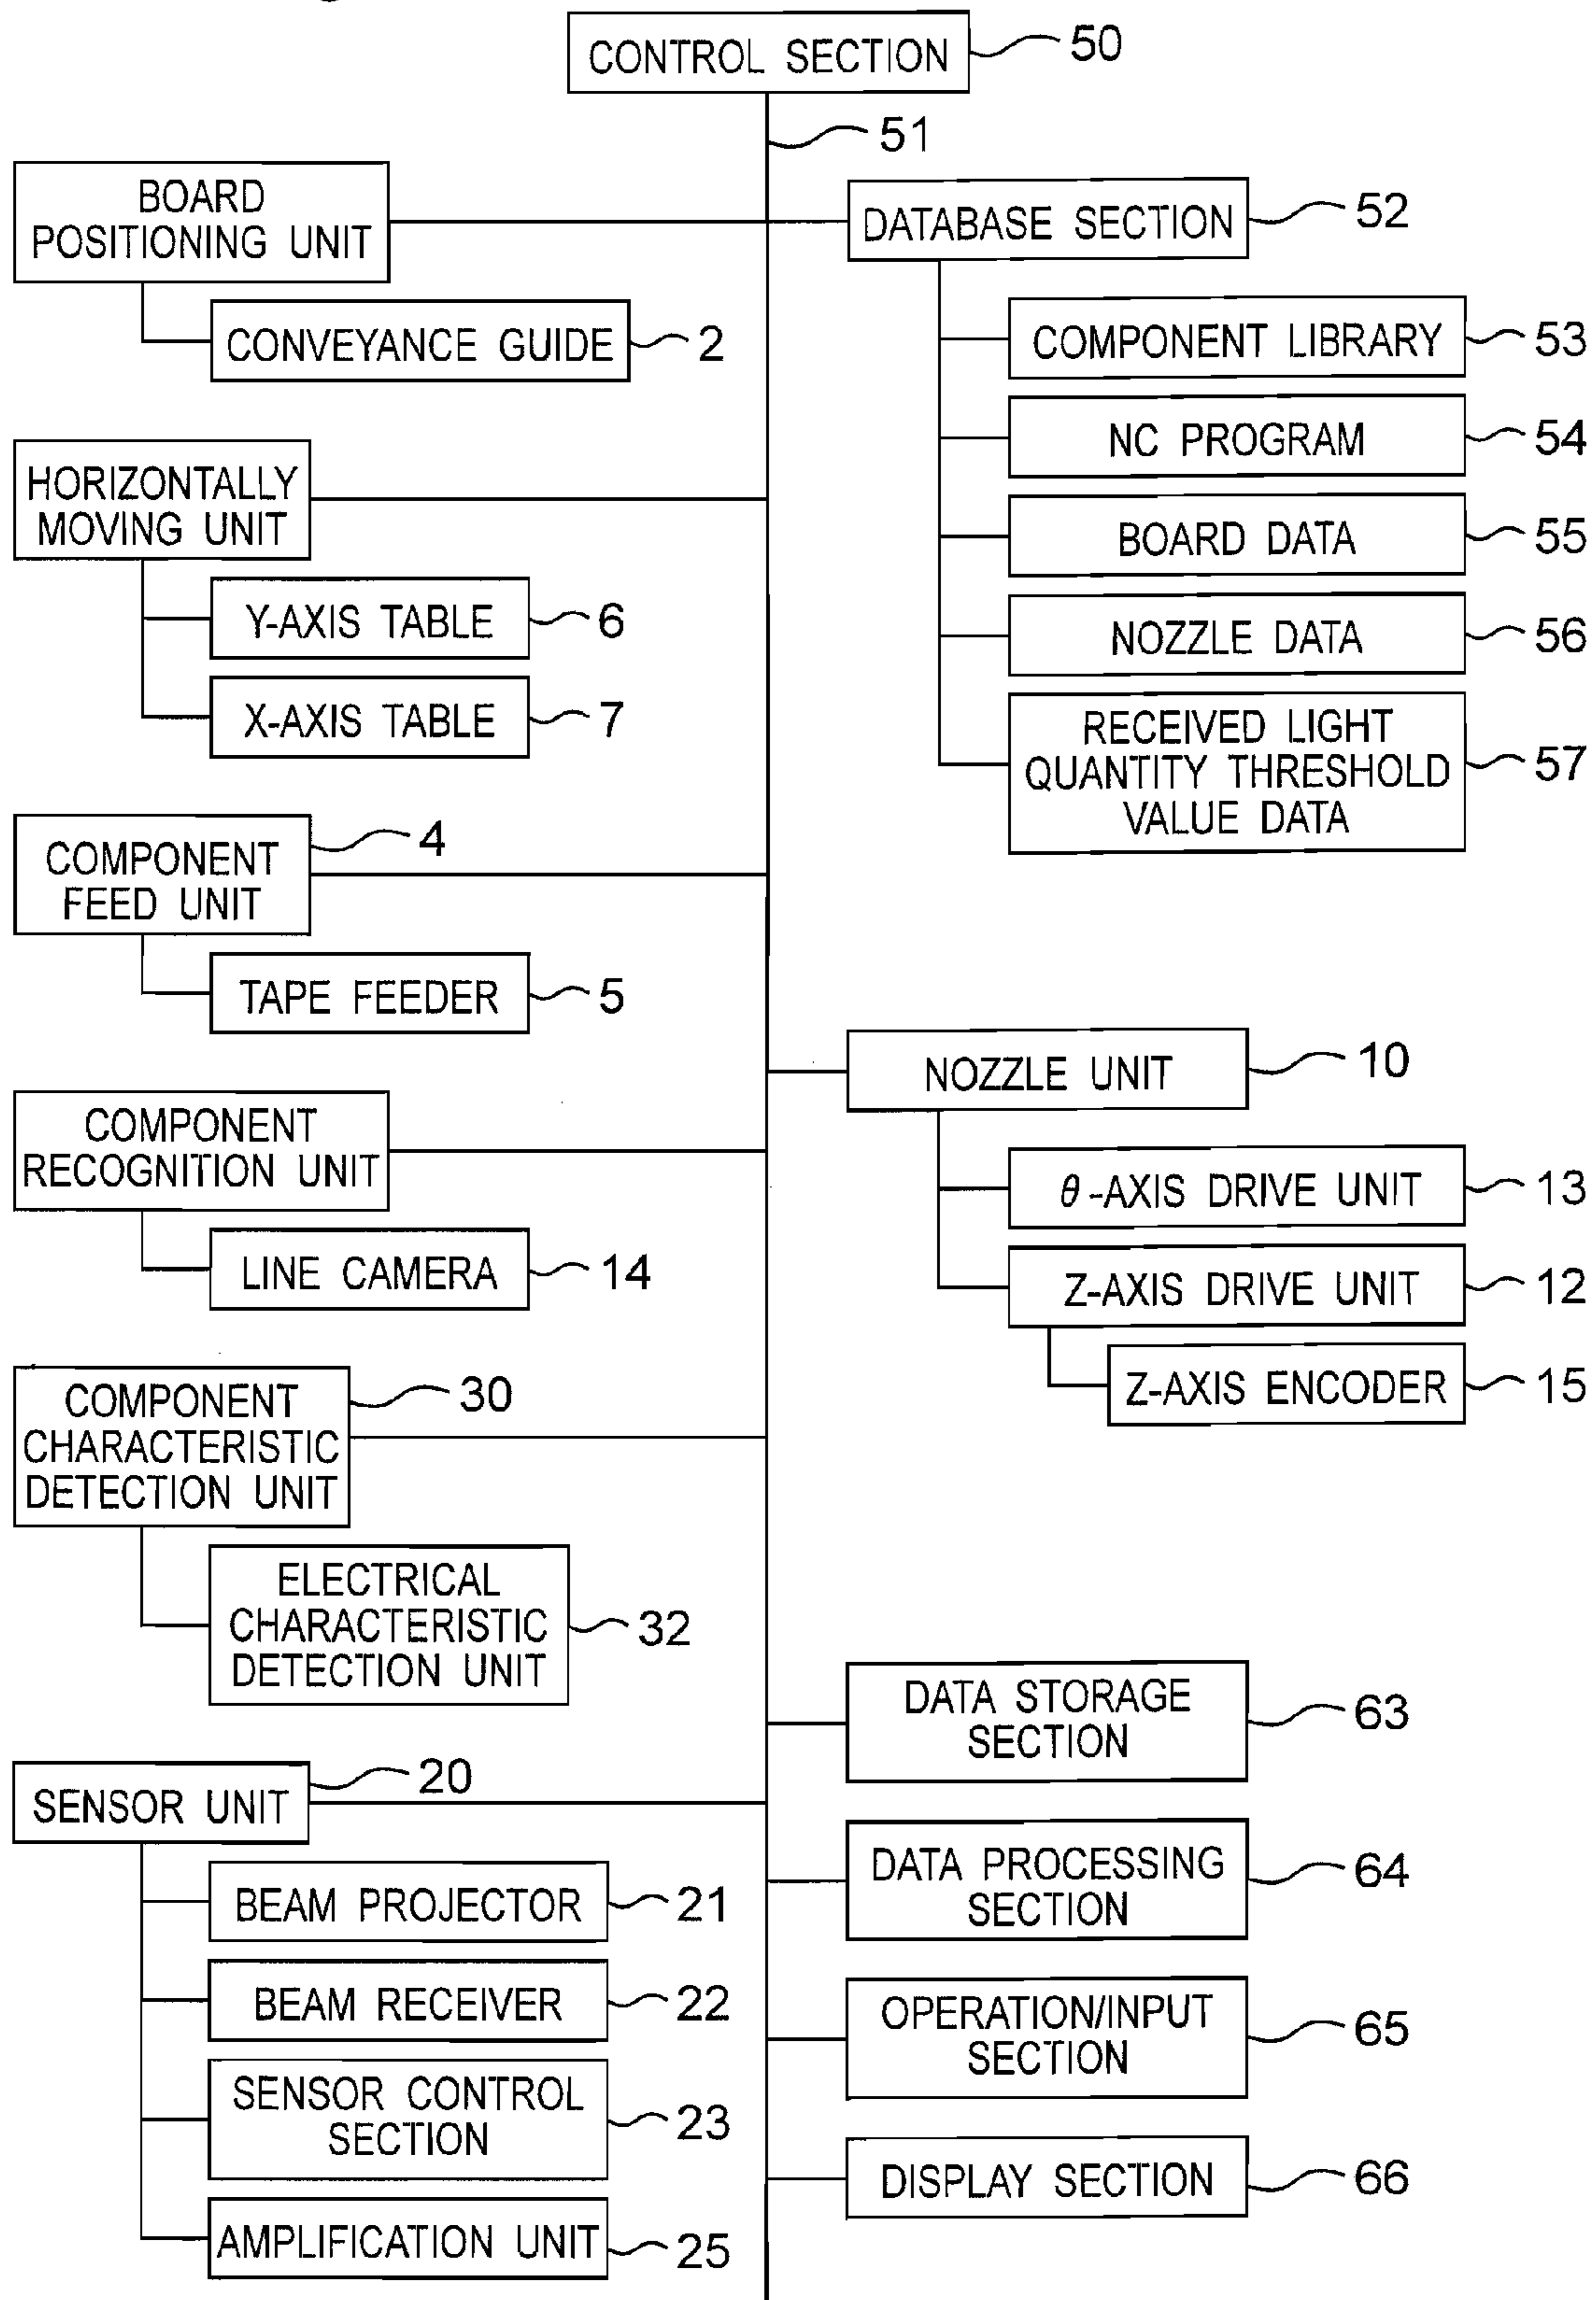 CONTROL SECTION
50
51
BOARD
POSITIONING UNIT
CONVEYANCE GUIDE
2
HORIZONTALLY
MOVING UNIT
Y-AXIS TABLE
6
X-AXIS TABLE
7
COMPONENT
FEED UNIT
4
TAPE FEEDER
5
COMPONENT
RECOGNITION UNIT
LINE CAMERA
14
COMPONENT
CHARACTERISTIC
DETECTION UNIT
30
ELECTRICAL
CHARACTERISTIC
DETECTION UNIT
32
SENSOR UNIT
20
BEAM PROJECTOR
21
BEAM RECEIVER
22
SENSOR CONTROL
SECTION
23
AMPLIFICATION UNIT
25
DATABASE SECTION
52
COMPONENT LIBRARY
53
NC PROGRAM
54
BOARD DATA
55
NOZZLE DATA
56
RECEIVED LIGHT
QUANTITY THRESHOLD
VALUE DATA
57
NOZZLE UNIT
10
θ-AXIS DRIVE UNIT
13
Z-AXIS DRIVE UNIT
12
Z-AXIS ENCODER
15
DATA STORAGE
SECTION
63
DATA PROCESSING
SECTION
64
OPERATION/INPUT
SECTION
65
DISPLAY SECTION
66